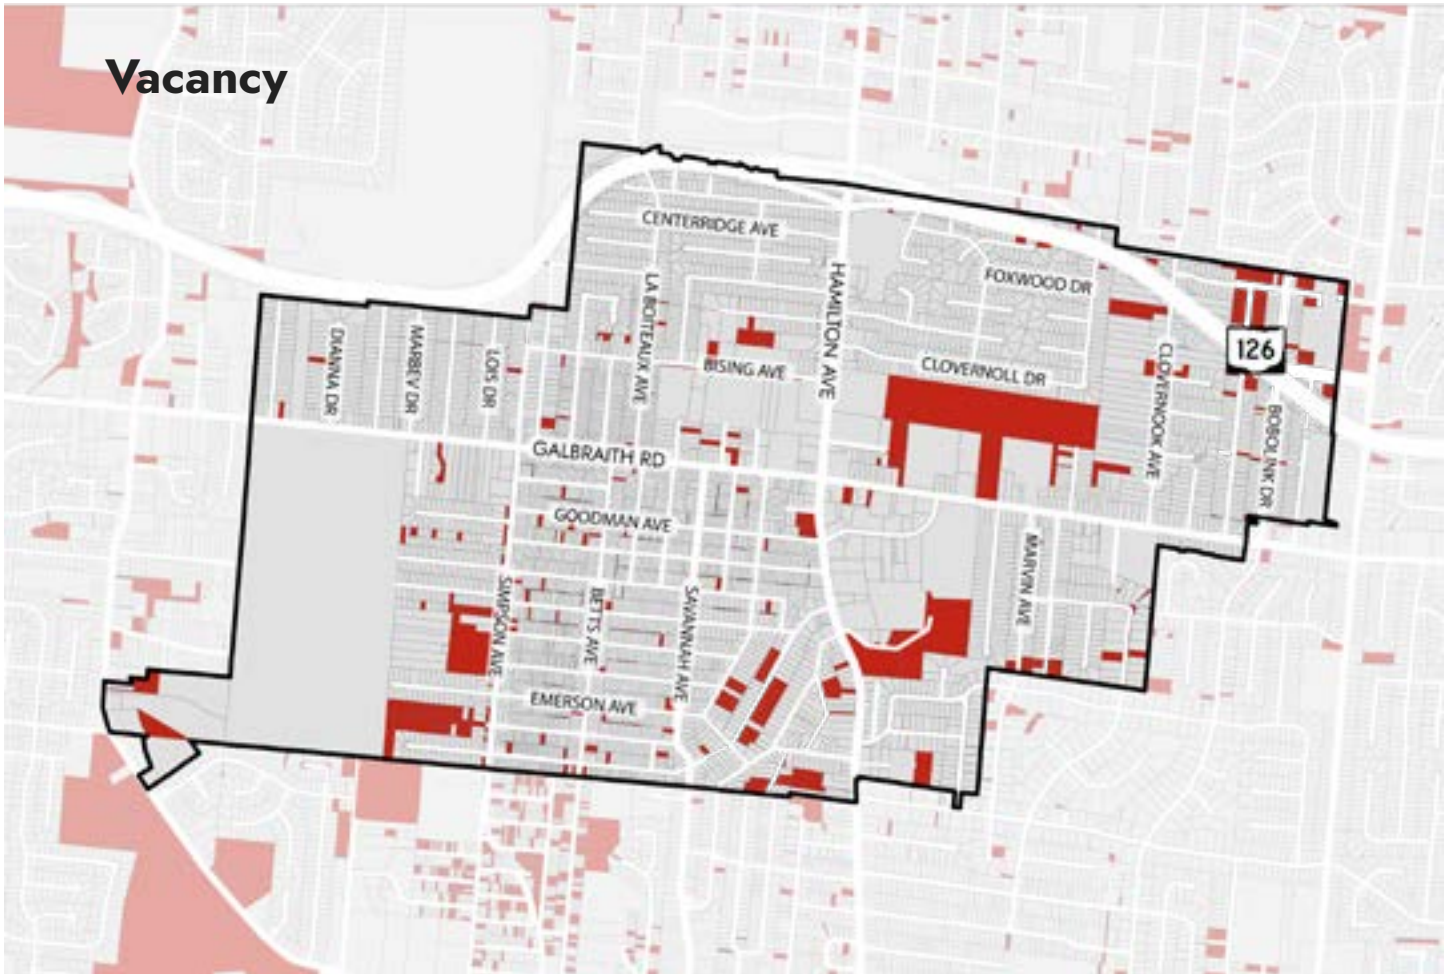 Vacancy
CENTERRIDGE AVE
LA BOITEAUX AVE
HAMILTON AVE
FOXWOOD DR
126
DIANNA DR
MARBEV DR
LOIS DR
BISING AVE
CLOVERNOLL DR
CLOVERNOOK AVE
BOBOLINK DR
GALBRAITH RD
GOODMAN AVE
MARVIN AVE
SIMPSON AVE
BETTS AVE
SAVANNAH AVE
EMERSON AVE